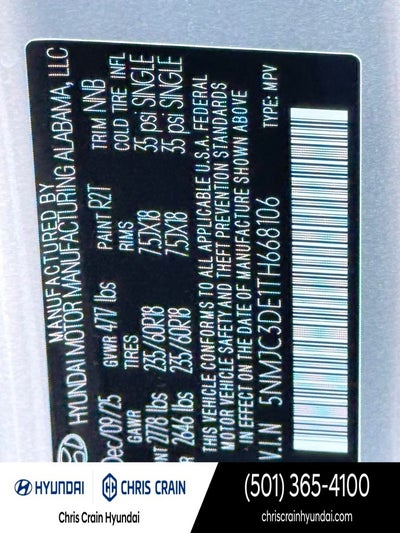 MANUFACTURED BY
HYUNDAI MOTOR MANUFACTURING ALABAMA, LLC
Dec/09/25 GVWR 4717 lbs PAINT R2T TRIM NNB
GAWR TIRES RIMS COLD TIRE INFL
NT 2778 lbs 235/60R18 7.5JX18 35 psi SINGLE
2646 lbs 235/60R18 7.5JX18 35 psi SINGLE
THIS VEHICLE CONFORMS TO ALL APPLICABLE U.S.A. FEDERAL
MOTOR VEHICLE SAFETY AND THEFT PREVENTION STANDARDS
IN EFFECT ON THE DATE OF MANUFACTURE SHOWN ABOVE
V.I.N 5NMJC3DE1TH668106 TYPE: MPV
HYUNDAI CHRIS CRAIN
Chris Crain Hyundai
(501) 365-4100
chriscrainhyundai.com